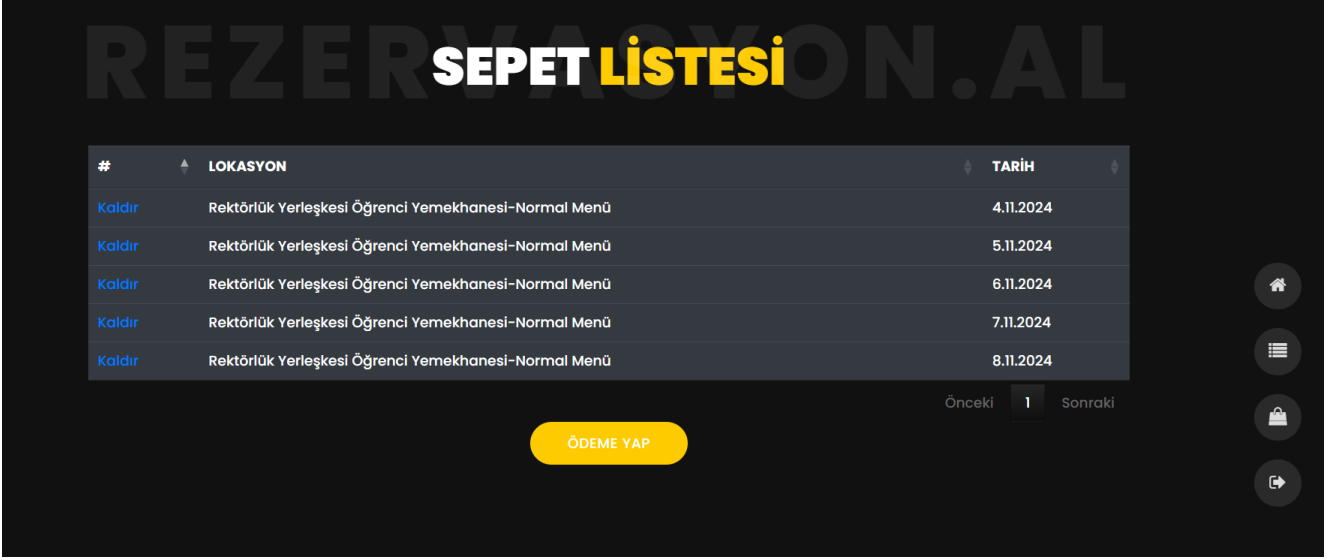 REZERVASYON.AL
SEPET LİSTESİ
# LOKASYON TARİH
Kaldır Rektörlük Yerleşkesi Öğrenci Yemekhanesi-Normal Menü 4.11.2024
Kaldır Rektörlük Yerleşkesi Öğrenci Yemekhanesi-Normal Menü 5.11.2024
Kaldır Rektörlük Yerleşkesi Öğrenci Yemekhanesi-Normal Menü 6.11.2024
Kaldır Rektörlük Yerleşkesi Öğrenci Yemekhanesi-Normal Menü 7.11.2024
Kaldır Rektörlük Yerleşkesi Öğrenci Yemekhanesi-Normal Menü 8.11.2024
Önceki 1 Sonraki
ÖDEME YAP